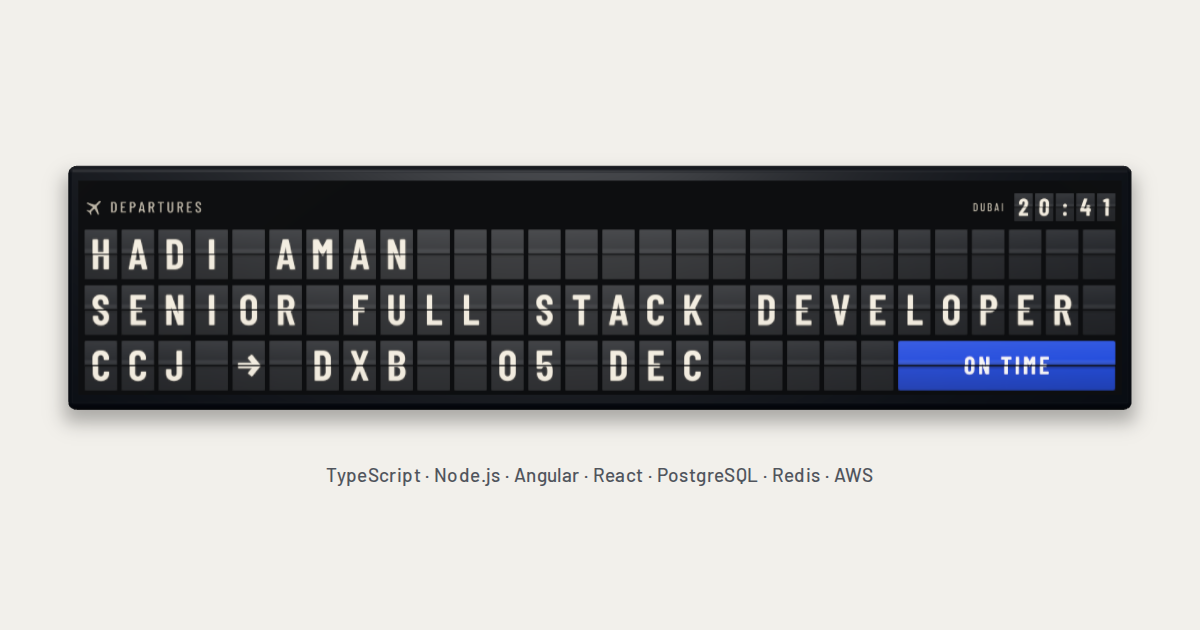 DEPARTURES
DUBAI 20:41
HADI AMAN
SENIOR FULL STACK DEVELOPER
CCJ → DXB 05 DEC ON TIME
TypeScript · Node.js · Angular · React · PostgreSQL · Redis · AWS